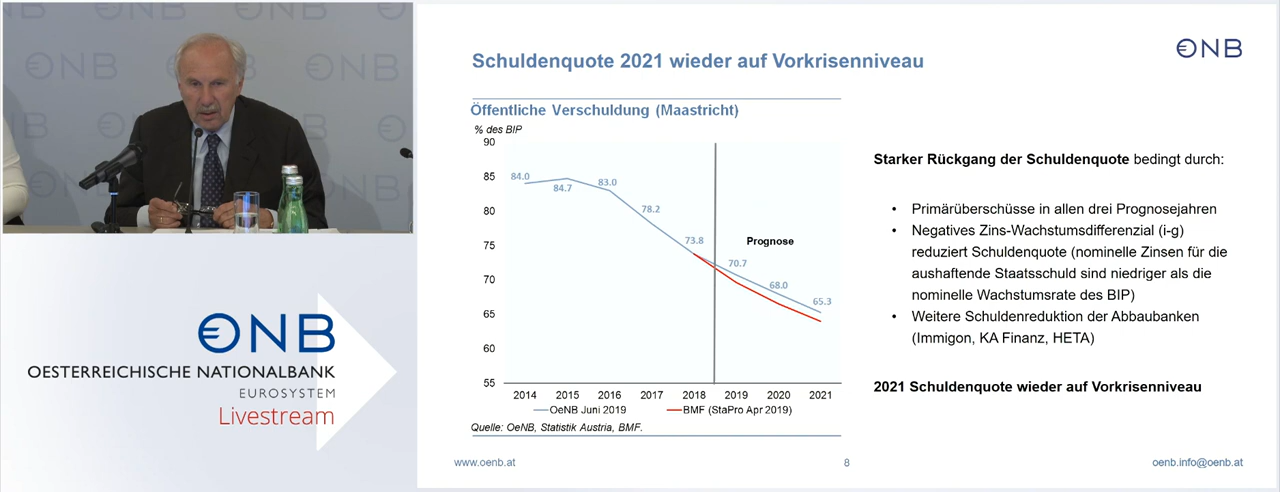 ONB
ONB
ONB
ONB
OESTERREICHISCHE NATIONALBANK
EUROSYSTEM
Livestream
ONB
Schuldenquote 2021 wieder auf Vorkrisenniveau
Öffentliche Verschuldung (Maastricht)
% des BIP
90
85
80
75
70
65
60
55
84.0
84.7
83.0
78.2
73.8
70.7
68.0
65.3
Prognose
2014 2015 2016 2017 2018 2019 2020 2021
OeNB Juni 2019 BMF (StaPro Apr 2019)
Quelle: OeNB, Statistik Austria, BMF.
Starker Rückgang der Schuldenquote bedingt durch:
• Primärüberschüsse in allen drei Prognosejahren
• Negatives Zins-Wachstumsdifferenzial (i-g)
reduziert Schuldenquote (nominelle Zinsen für die
aushaftende Staatsschuld sind niedriger als die
nominelle Wachstumsrate des BIP)
• Weitere Schuldenreduktion der Abbaubanken
(Immigon, KA Finanz, HETA)
2021 Schuldenquote wieder auf Vorkrisenniveau
www.oenb.at 8 oenb.info@oenb.at